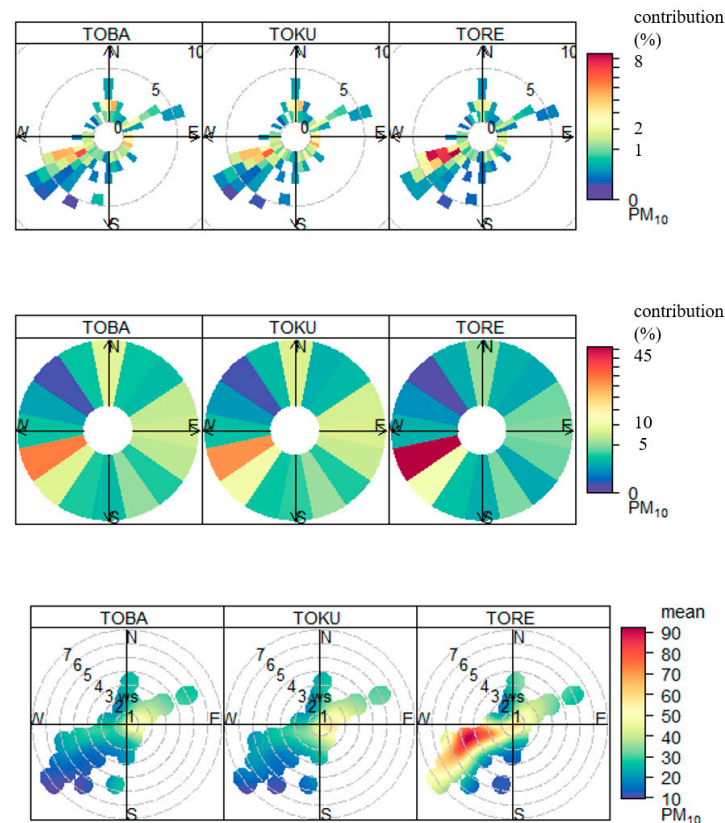 contribution
(%)
TOBA TOKU TORE
N 10 N 10 N 10
8
5 5 5
2
0 0 0
W E W E W E
1
S S S
0
PM10
contribution
(%)
TOBA TOKU TORE
45
N N N
10
W E W E W E
5
S S S
0
PM10
mean
TOBA TOKU TORE
90
N N N
80
7 7 7
6 6 6
70
5 5 5
4 4 4
60
3 ws 3 ws 3 ws
2 2 2
50
1 1 1
W E W E W E
40
30
20
S S S
10
PM10